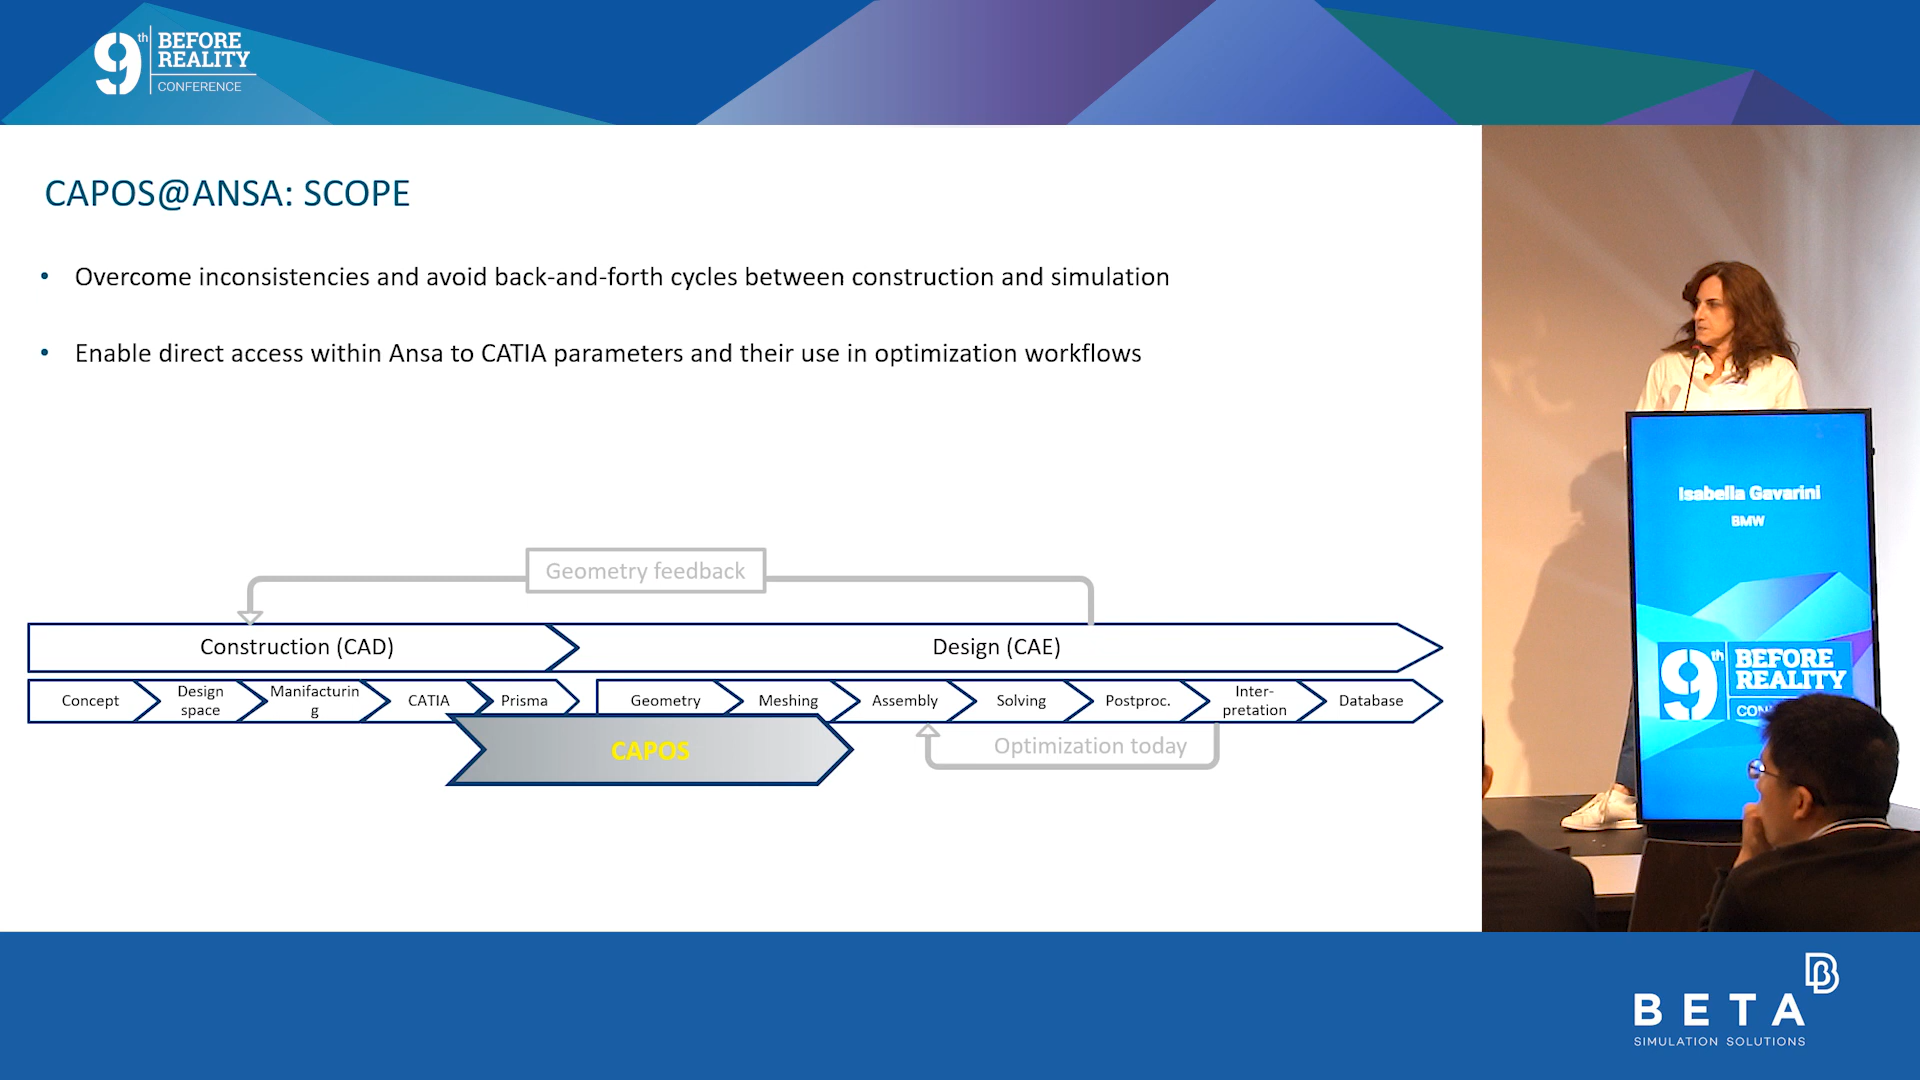 9th BEFORE
REALITY
CONFERENCE
CAPOS@ANSA: SCOPE
• Overcome inconsistencies and avoid back-and-forth cycles between construction and simulation
• Enable direct access within Ansa to CATIA parameters and their use in optimization workflows
Geometry feedback
Construction (CAD)
Design (CAE)
Concept
Design
space
Manifacturin
g
CATIA
Prisma
Geometry
Meshing
Assembly
Solving
Postproc.
Inter-
pretation
Database
CAPOS
Optimization today
Isabella Gavarini
BMW
9th BEFORE
REALITY
CON
BETA
SIMULATION SOLUTIONS